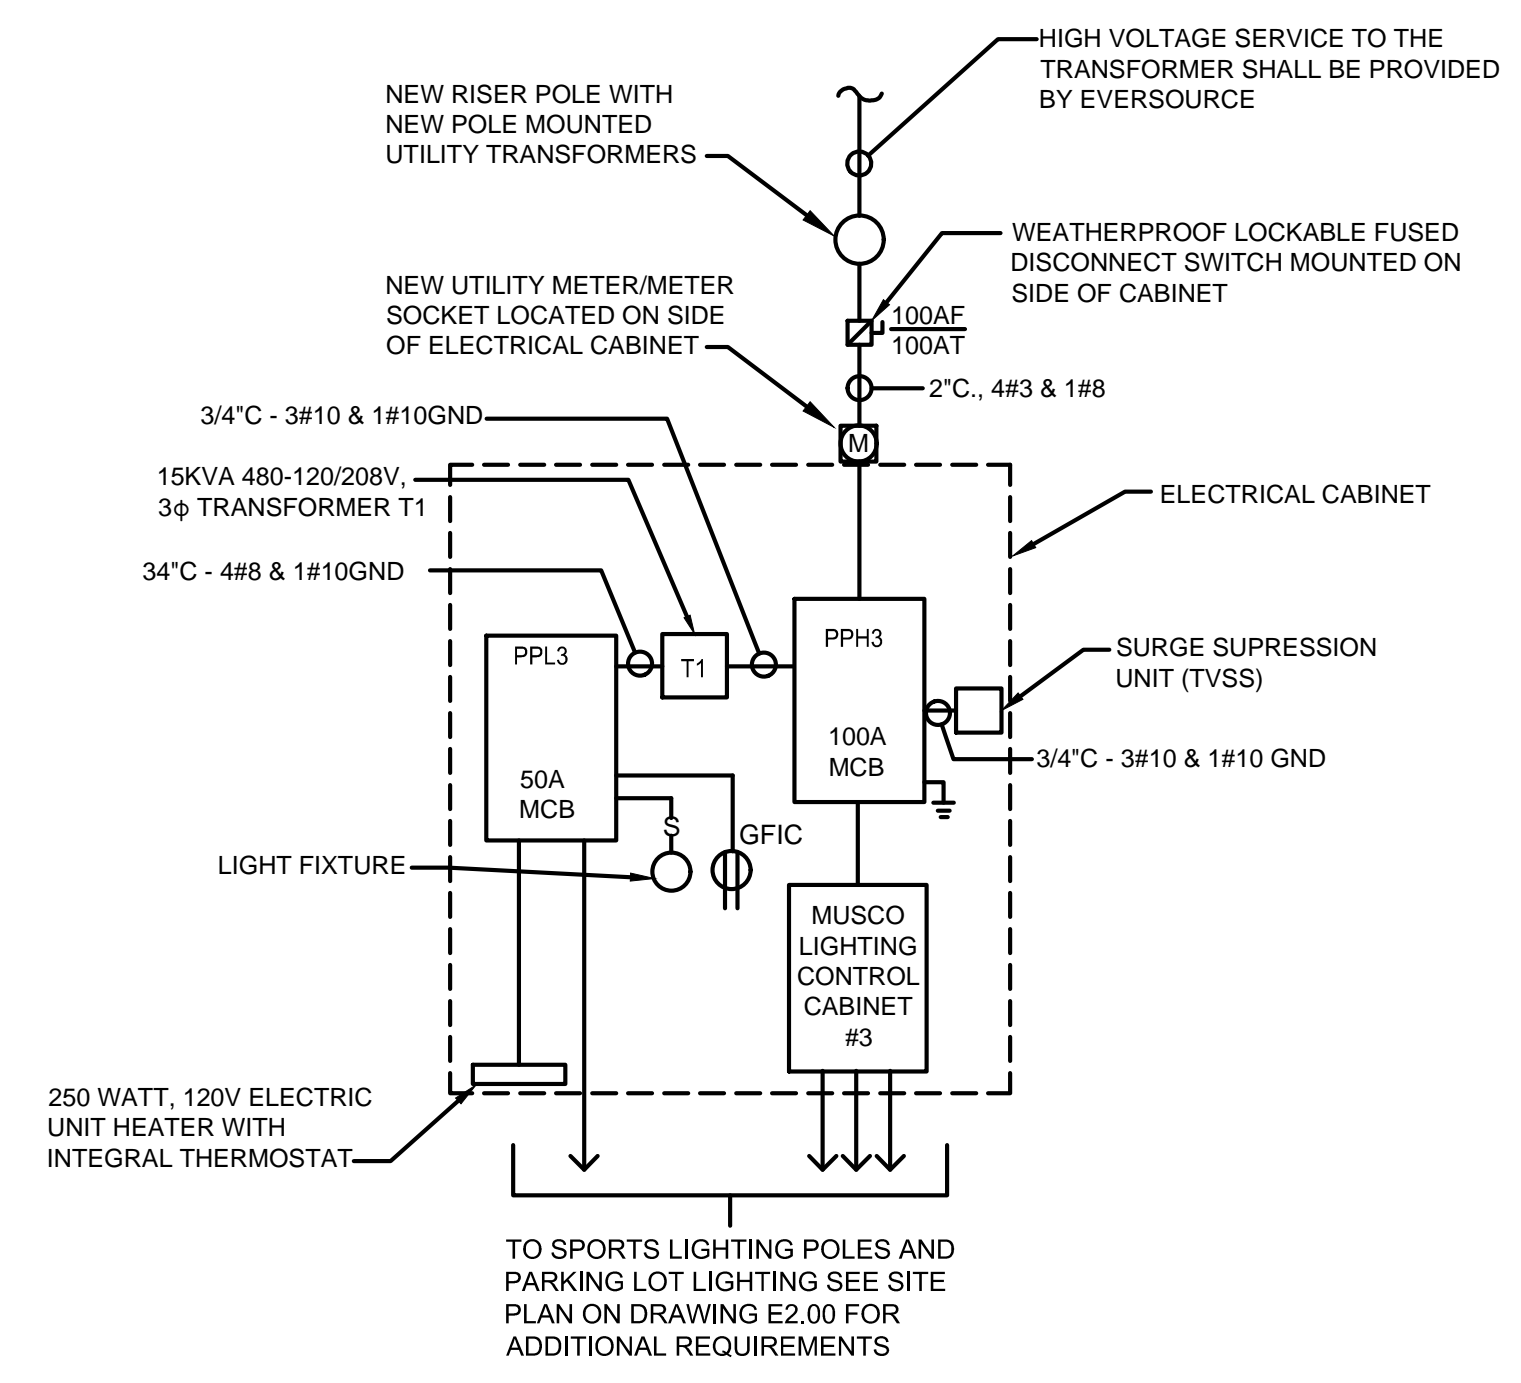 HIGH VOLTAGE SERVICE TO THE
TRANSFORMER SHALL BE PROVIDED
BY EVERSOURCE
NEW RISER POLE WITH
NEW POLE MOUNTED
UTILITY TRANSFORMERS
WEATHERPROOF LOCKABLE FUSED
DISCONNECT SWITCH MOUNTED ON
SIDE OF CABINET
NEW UTILITY METER/METER
SOCKET LOCATED ON SIDE
OF ELECTRICAL CABINET
100AF
100AT
2"C., 4#3 & 1#8
3/4"C - 3#10 & 1#10GND
M
15KVA 480-120/208V,
3ϕ TRANSFORMER T1
ELECTRICAL CABINET
34"C - 4#8 & 1#10GND
PPL3
T1
PPH3
SURGE SUPRESSION
UNIT (TVSS)
100A
MCB
3/4"C - 3#10 & 1#10 GND
50A
MCB
S
GFIC
LIGHT FIXTURE
MUSCO
LIGHTING
CONTROL
CABINET
#3
250 WATT, 120V ELECTRIC
UNIT HEATER WITH
INTEGRAL THERMOSTAT
TO SPORTS LIGHTING POLES AND
PARKING LOT LIGHTING SEE SITE
PLAN ON DRAWING E2.00 FOR
ADDITIONAL REQUIREMENTS